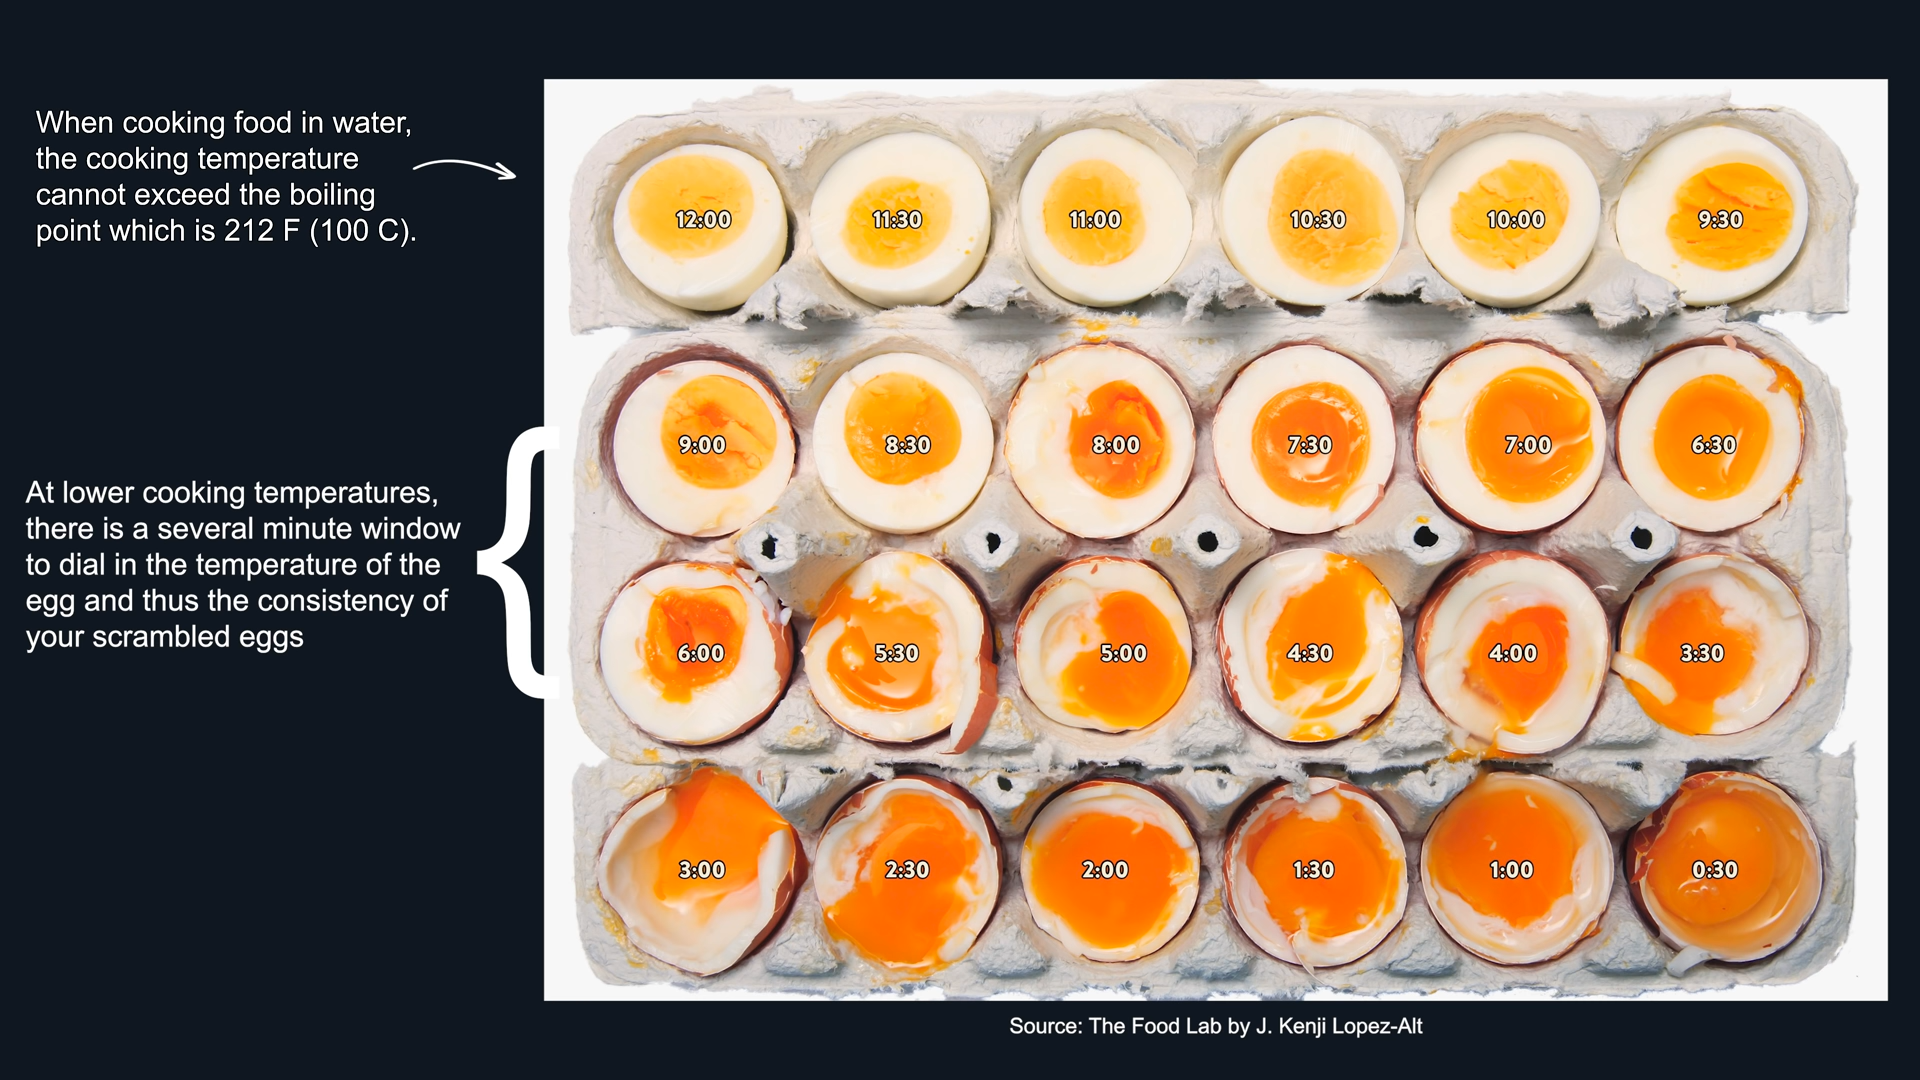 When cooking food in water,
the cooking temperature
cannot exceed the boiling
point which is 212 F (100 C).
12:00 11:30 11:00 10:30 10:00 9:30
9:00 8:30 8:00 7:30 7:00 6:30
At lower cooking temperatures,
there is a several minute window
to dial in the temperature of the
egg and thus the consistency of
your scrambled eggs
{
6:00 5:30 5:00 4:30 4:00 3:30
3:00 2:30 2:00 1:30 1:00 0:30
Source: The Food Lab by J. Kenji Lopez-Alt